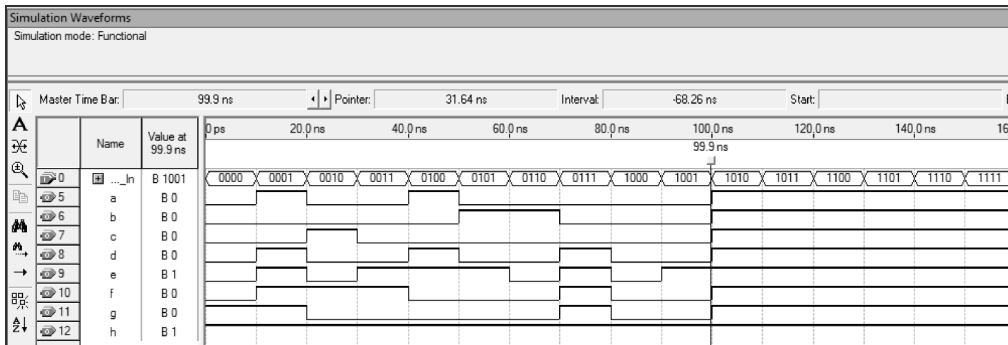 Simulation Waveforms
Simulation mode: Functional
Master Time Bar: 99.9 ns Pointer: 31.64 ns Interval: -68.26 ns Start:
Name Value at 99.9 ns 0 ps 20.0 ns 40.0 ns 60.0 ns 80.0 ns 100.0 ns 120.0 ns 140.0 ns 16
99.9 ns
0 ..._In B 1001 0000 0001 0010 0011 0100 0101 0110 0111 1000 1001 1010 1011 1100 1101 1110 1111
5 a B 0
6 b B 0
7 c B 0
8 d B 0
9 e B 1
10 f B 0
11 g B 0
12 h B 1